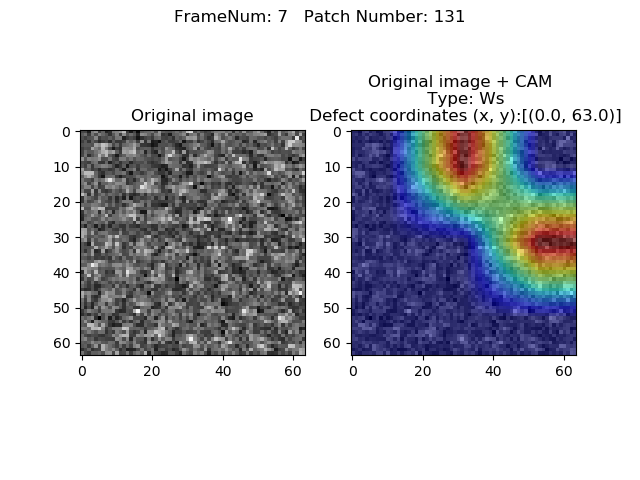 FrameNum: 7   Patch Number: 131
Original image
Original image + CAM
Type: Ws
Defect coordinates (x, y):[(0.0, 63.0)]
0
10
20
30
40
50
60
0 20 40 60
0
10
20
30
40
50
60
0 20 40 60